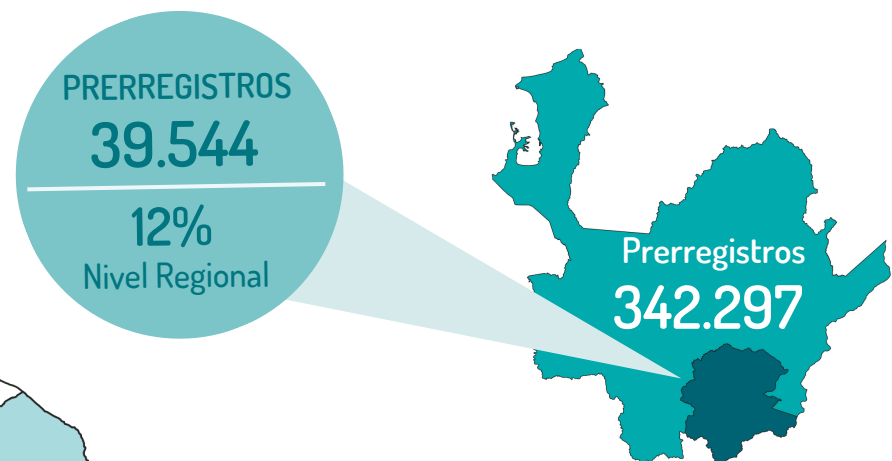 PRERREGISTROS
39.544
12%
Nivel Regional
Prerregistros
342.297